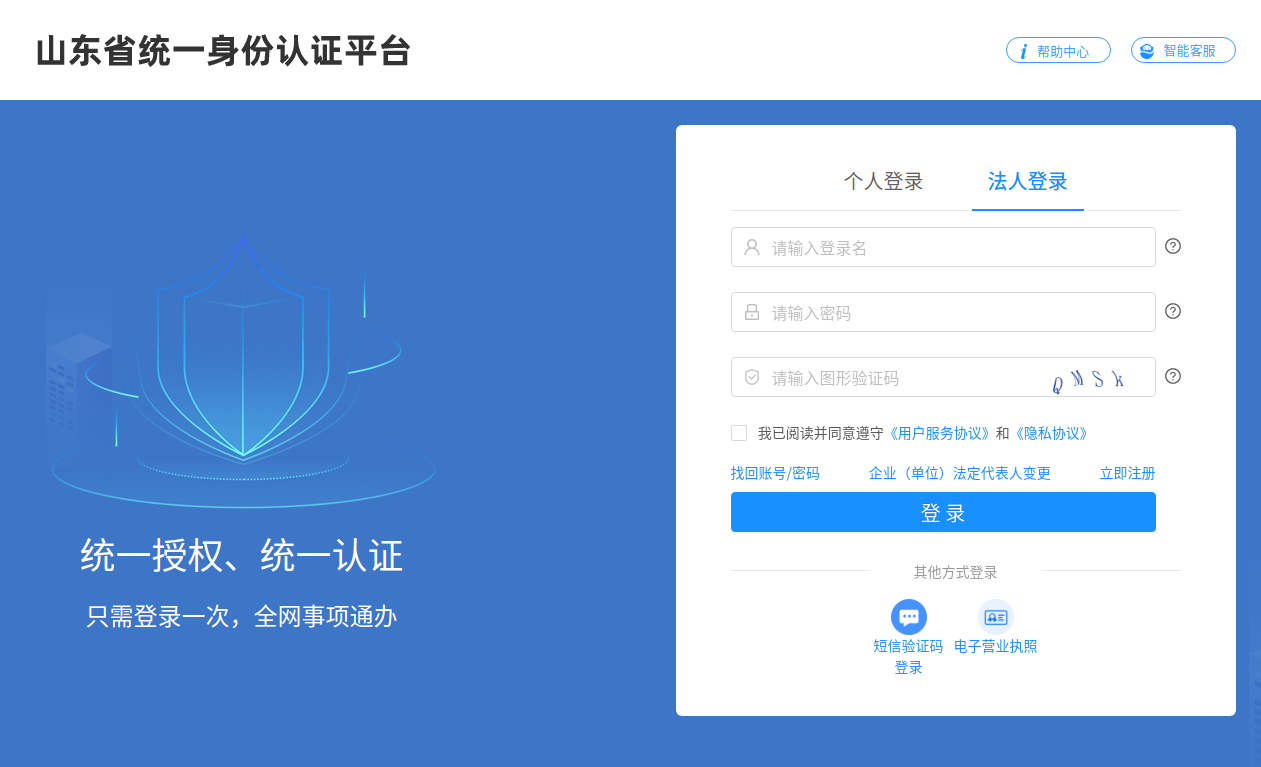 山东省统一身份认证平台
帮助中心
智能客服
个人登录
法人登录
请输入登录名
请输入密码
请输入图形验证码
QMSk
我已阅读并同意遵守《用户服务协议》和《隐私协议》
找回账号/密码
企业（单位）法定代表人变更
立即注册
登 录
其他方式登录
短信验证码
登录
电子营业执照
统一授权、统一认证
只需登录一次，全网事项通办